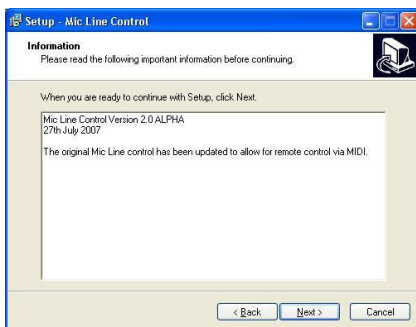 Setup - Mic Line Control
Information
Please read the following important information before continuing.
When you are ready to continue with Setup, click Next.
Mic Line Control Version 2.0 ALPHA
27th July 2007
The original Mic Line control has been updated to allow for remote control via MIDI.
< Back
Next >
Cancel